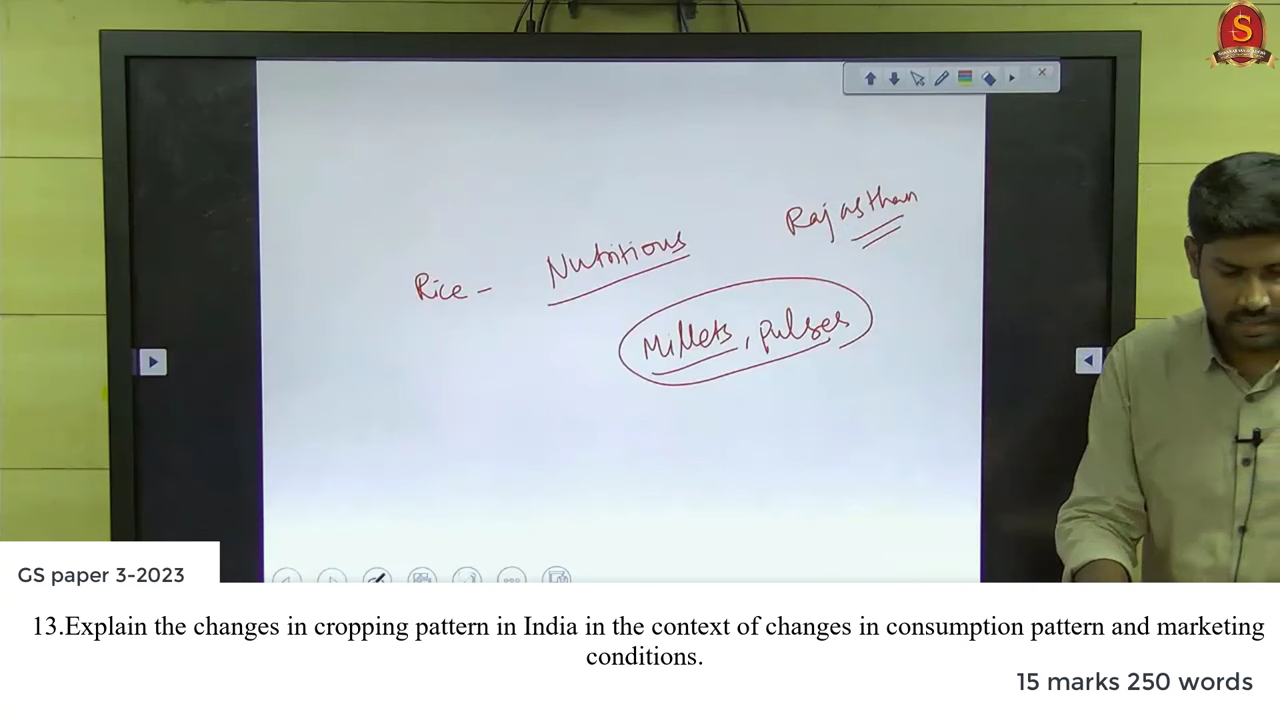 S
Rajasthan
Nutritious
Rice -
Millets, pulses
GS paper 3-2023
13.Explain the changes in cropping pattern in India in the context of changes in consumption pattern and marketing
conditions.
15 marks 250 words